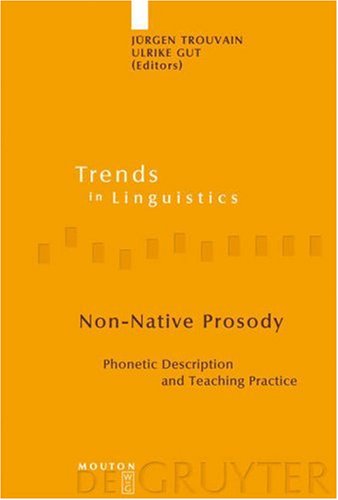 JÜRGEN TROUVAIN
ULRIKE GUT
(Editors)
Trends
in Linguistics
Non-Native Prosody
Phonetic Description
and Teaching Practice
MOUTON
DE GRUYTER